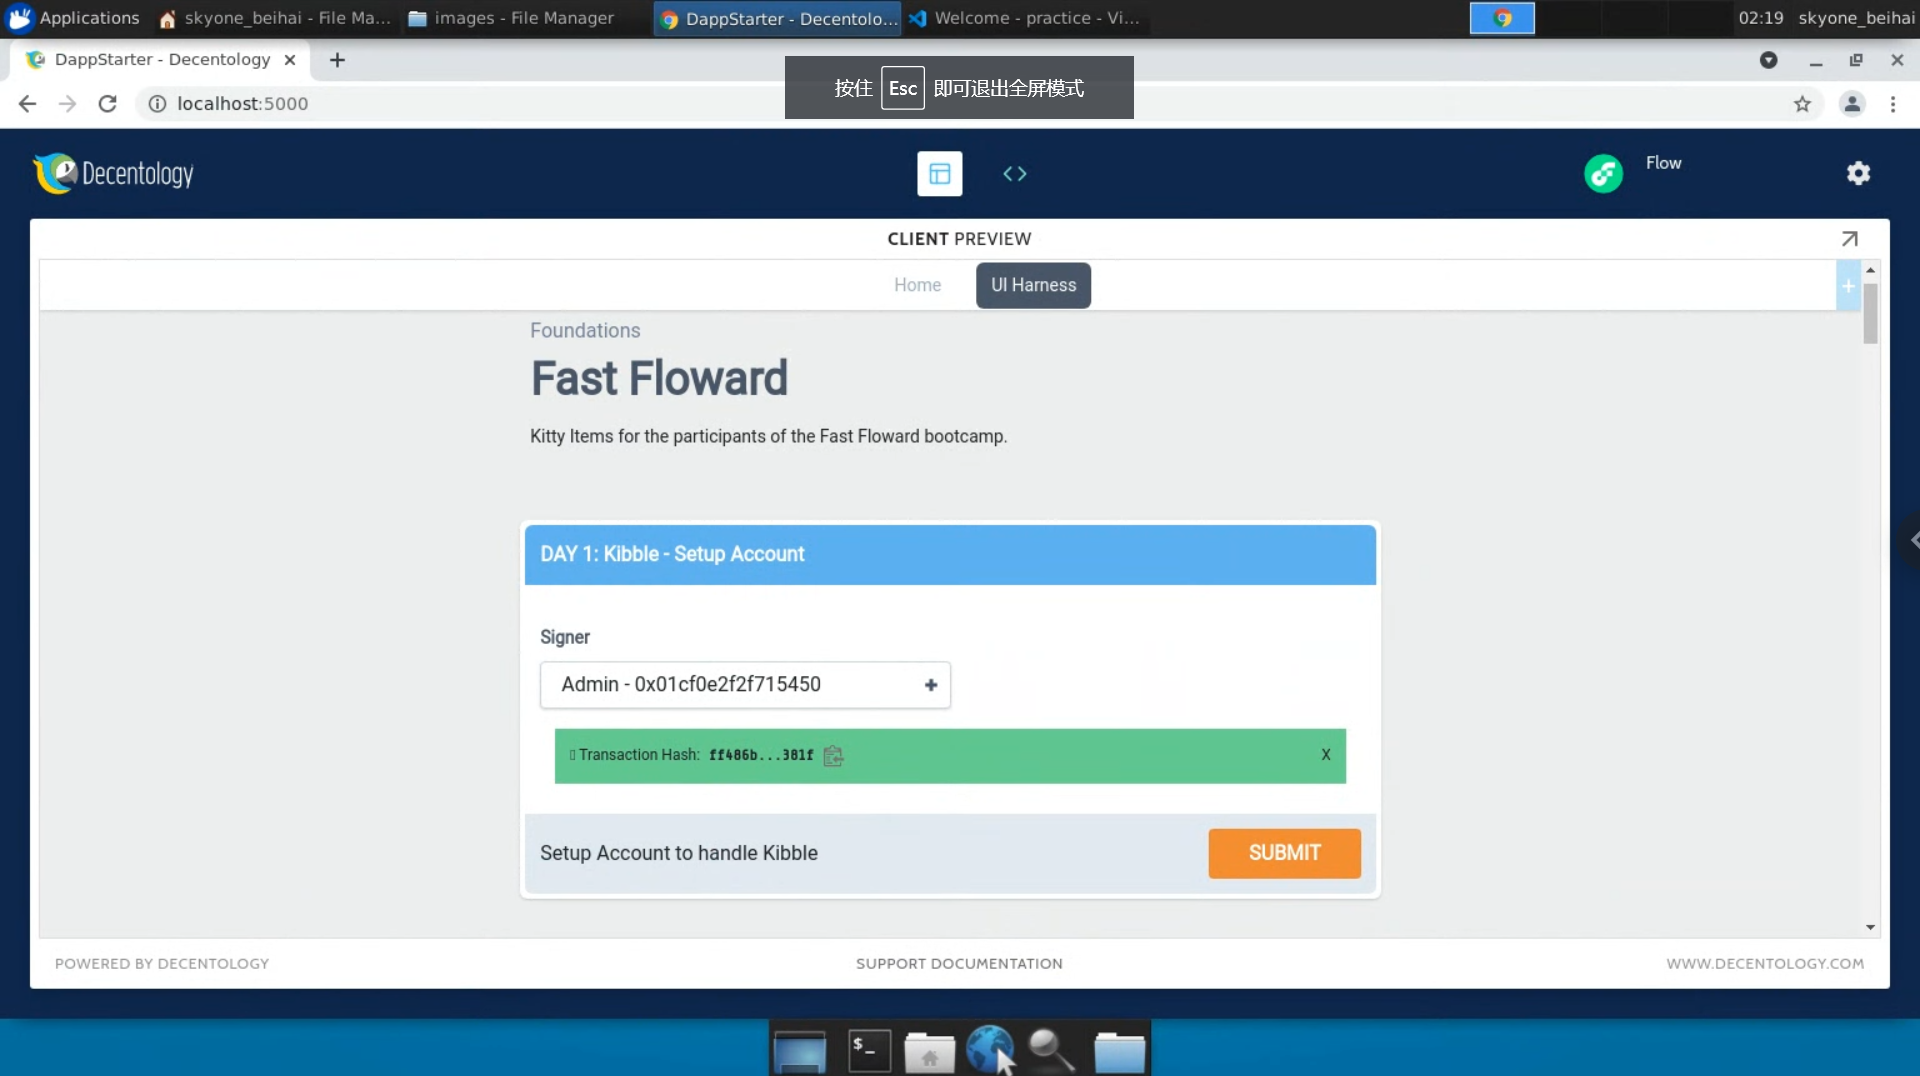 Applications
skyone_beihai - File Ma...
images - File Manager
DappStarter - Decentolo...
Welcome - practice - Vi...
02:19
skyone_beihai
DappStarter - Decentology
按住 Esc 即可退出全屏模式
localhost:5000
Decentology
Flow
CLIENT PREVIEW
Home
UI Harness
Foundations
Fast Floward
Kitty Items for the participants of the Fast Floward bootcamp.
DAY 1: Kibble - Setup Account
Signer
Admin - 0x01cf0e2f2f715450
Transaction Hash: ff486b...381f
X
Setup Account to handle Kibble
SUBMIT
POWERED BY DECENTOLOGY
SUPPORT DOCUMENTATION
WWW.DECENTOLOGY.COM
$_